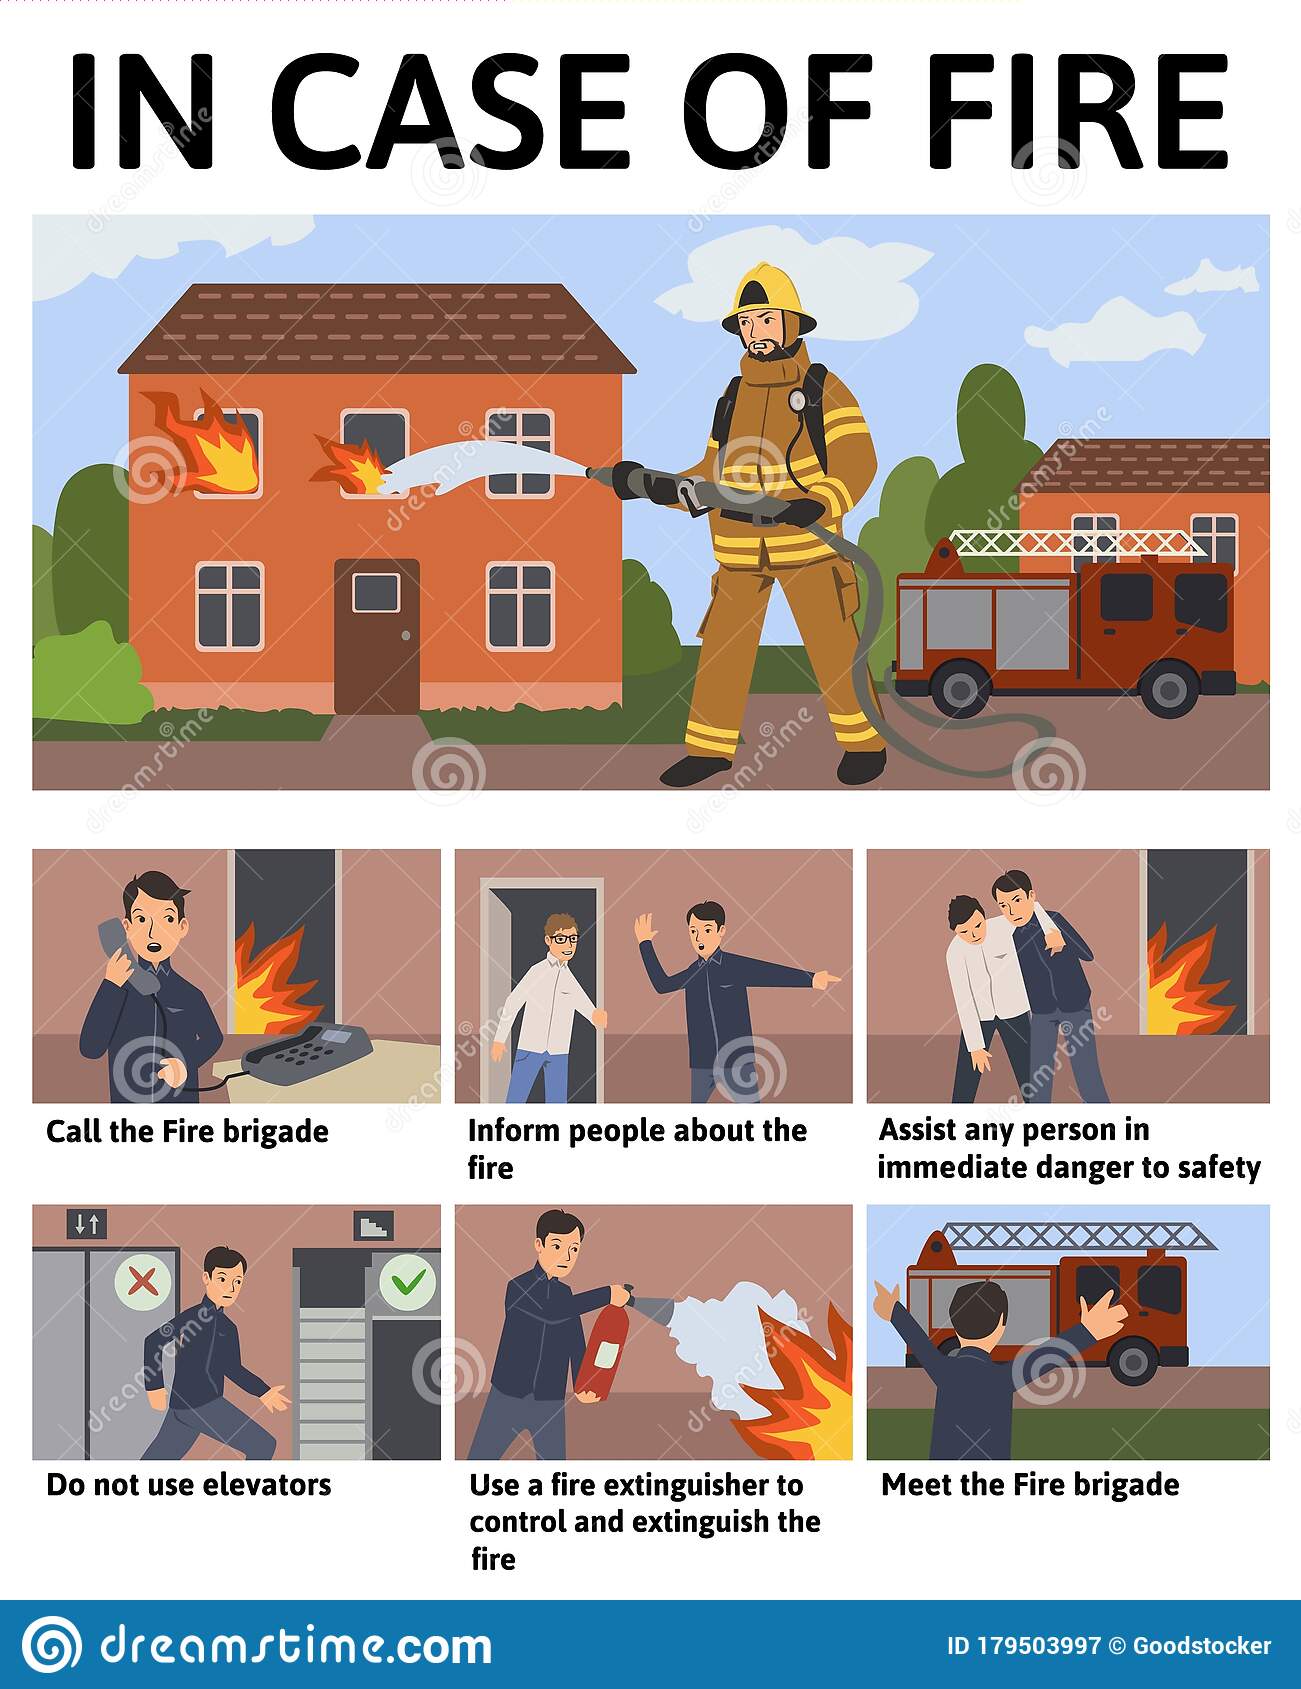 IN CASE OF FIRE
Call the Fire brigade
Inform people about the
fire
Assist any person in
immediate danger to safety
Do not use elevators
Use a fire extinguisher to
control and extinguish the
fire
Meet the Fire brigade
dreamstime.com
ID 179503997 © Goodstocker